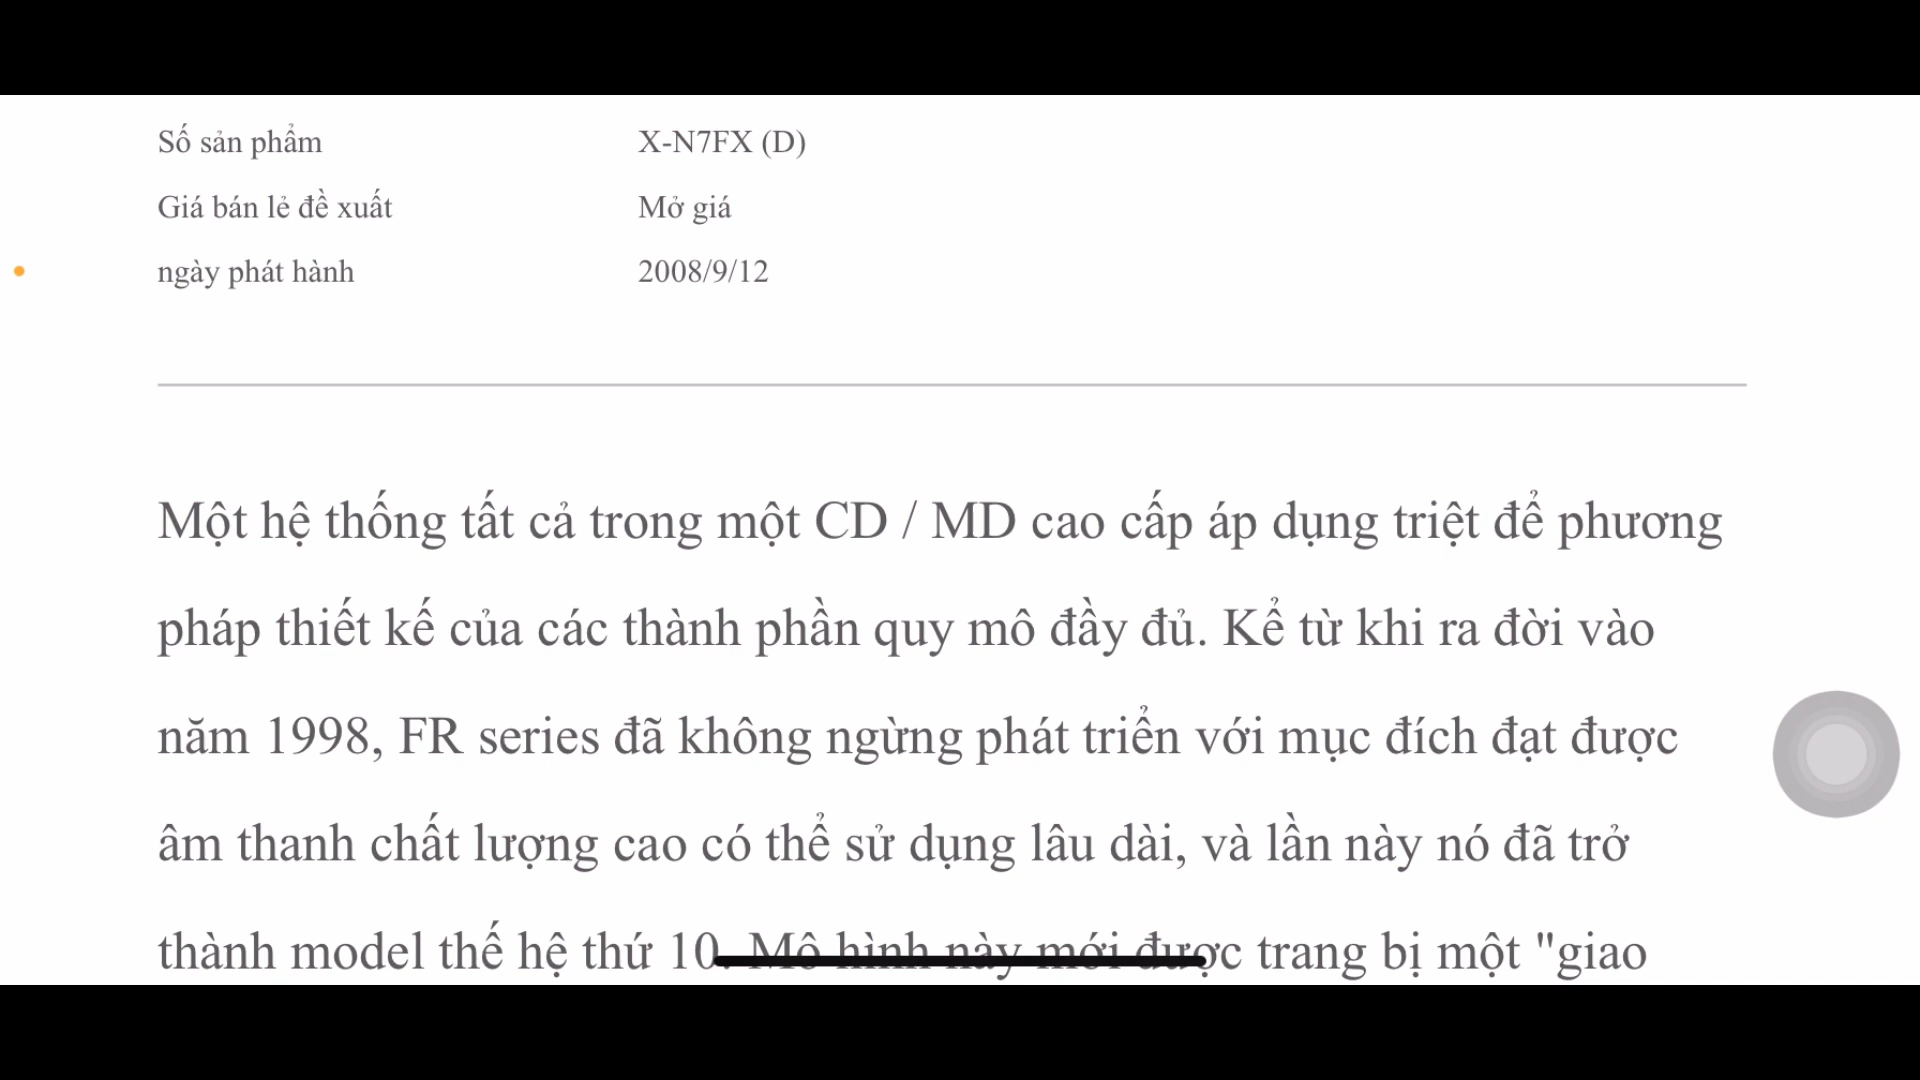 Số sản phẩm X-N7FX (D)
Giá bán lẻ đề xuất Mở giá
ngày phát hành 2008/9/12
Một hệ thống tất cả trong một CD / MD cao cấp áp dụng triệt để phương
pháp thiết kế của các thành phần quy mô đầy đủ. Kể từ khi ra đời vào
năm 1998, FR series đã không ngừng phát triển với mục đích đạt được
âm thanh chất lượng cao có thể sử dụng lâu dài, và lần này nó đã trở
thành model thế hệ thứ 10. Mô hình này mới được trang bị một "giao